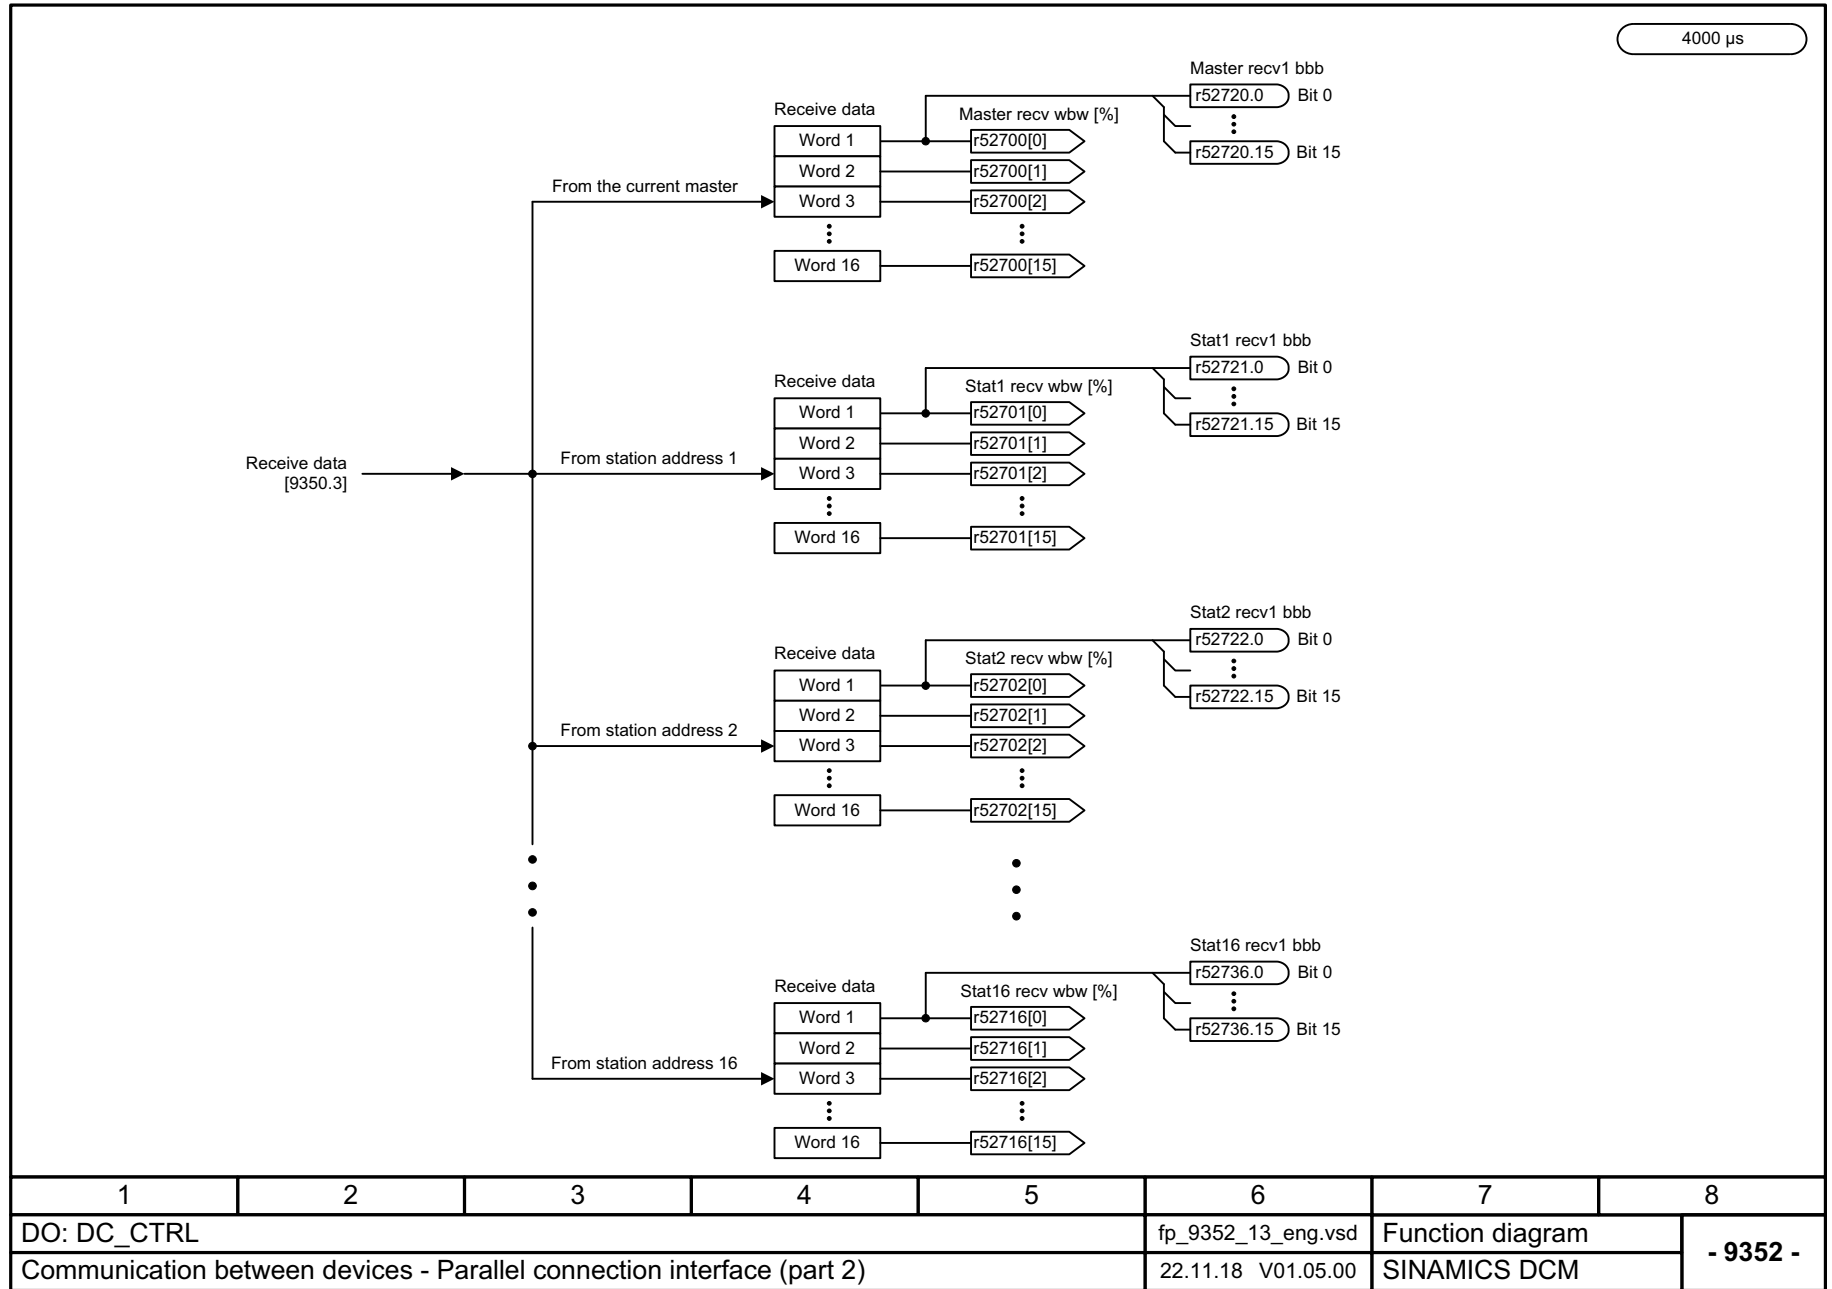 4000 µs
Master recv1 bbb
r52720.0 Bit 0
Receive data
Master recv wbw [%]
Word 1 r52700[0]
r52720.15 Bit 15
Word 2 r52700[1]
From the current master
Word 3 r52700[2]
Word 16 r52700[15]
Stat1 recv1 bbb
r52721.0 Bit 0
Receive data
Stat1 recv wbw [%]
Word 1 r52701[0]
r52721.15 Bit 15
Word 2 r52701[1]
From station address 1
Word 3 r52701[2]
Receive data
[9350.3]
Word 16 r52701[15]
Stat2 recv1 bbb
r52722.0 Bit 0
Receive data
Stat2 recv wbw [%]
Word 1 r52702[0]
r52722.15 Bit 15
Word 2 r52702[1]
From station address 2
Word 3 r52702[2]
Word 16 r52702[15]
Stat16 recv1 bbb
r52736.0 Bit 0
Receive data
Stat16 recv wbw [%]
Word 1 r52716[0]
r52736.15 Bit 15
Word 2 r52716[1]
From station address 16
Word 3 r52716[2]
Word 16 r52716[15]
1 2 3 4 5 6 7 8
DO: DC_CTRL fp_9352_13_eng.vsd Function diagram
- 9352 -
Communication between devices - Parallel connection interface (part 2) 22.11.18 V01.05.00 SINAMICS DCM